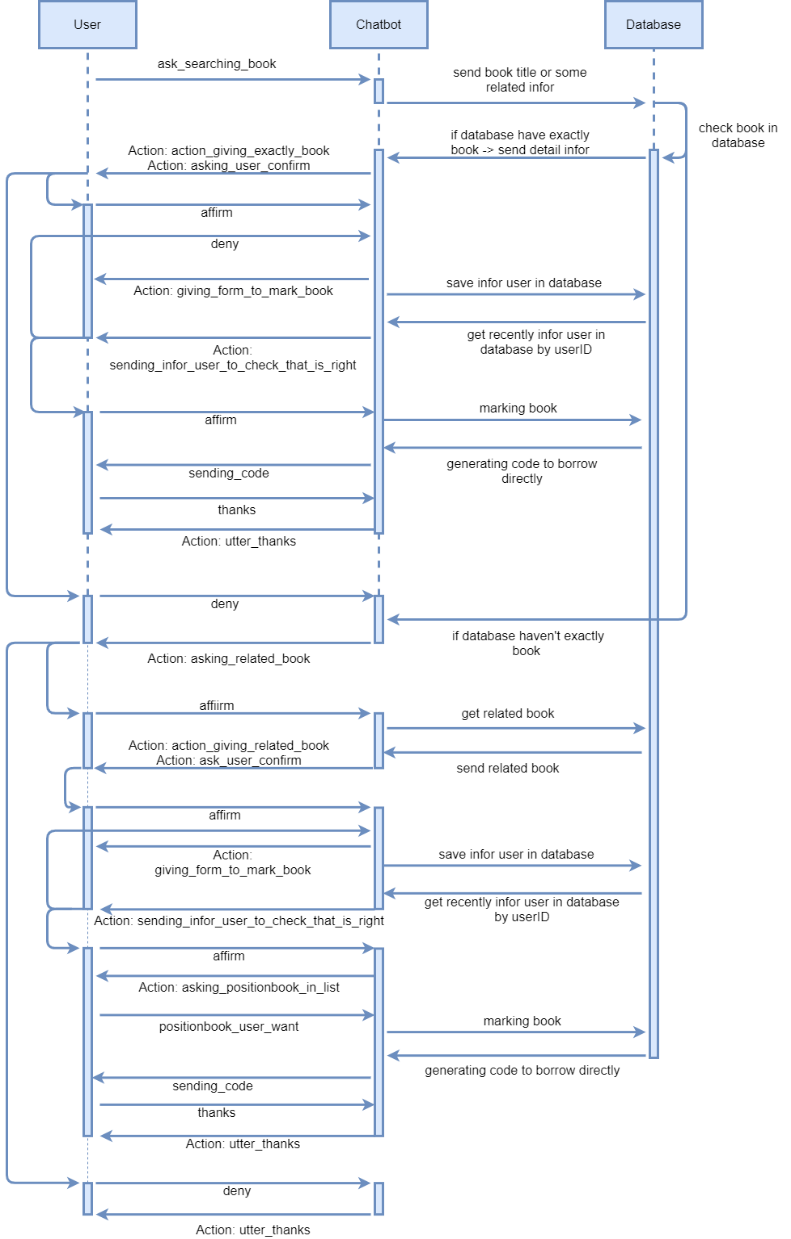 User
Chatbot
Database
ask_searching_book
send book title or some
related infor
check book in
database
if database have exactly
book -> send detail infor
Action: action_giving_exactly_book
Action: asking_user_confirm
affirm
deny
Action: giving_form_to_mark_book
save infor user in database
get recently infor user in
database by userID
Action:
sending_infor_user_to_check_that_is_right
affirm
marking book
generating code to borrow
directly
sending_code
thanks
Action: utter_thanks
deny
if database haven't exactly
book
Action: asking_related_book
affiirm
get related book
Action: action_giving_related_book
Action: ask_user_confirm
send related book
affirm
Action:
giving_form_to_mark_book
save infor user in database
get recently infor user in database
by userID
Action: sending_infor_user_to_check_that_is_right
affirm
Action: asking_positionbook_in_list
positionbook_user_want
marking book
generating code to borrow directly
sending_code
thanks
Action: utter_thanks
deny
Action: utter_thanks